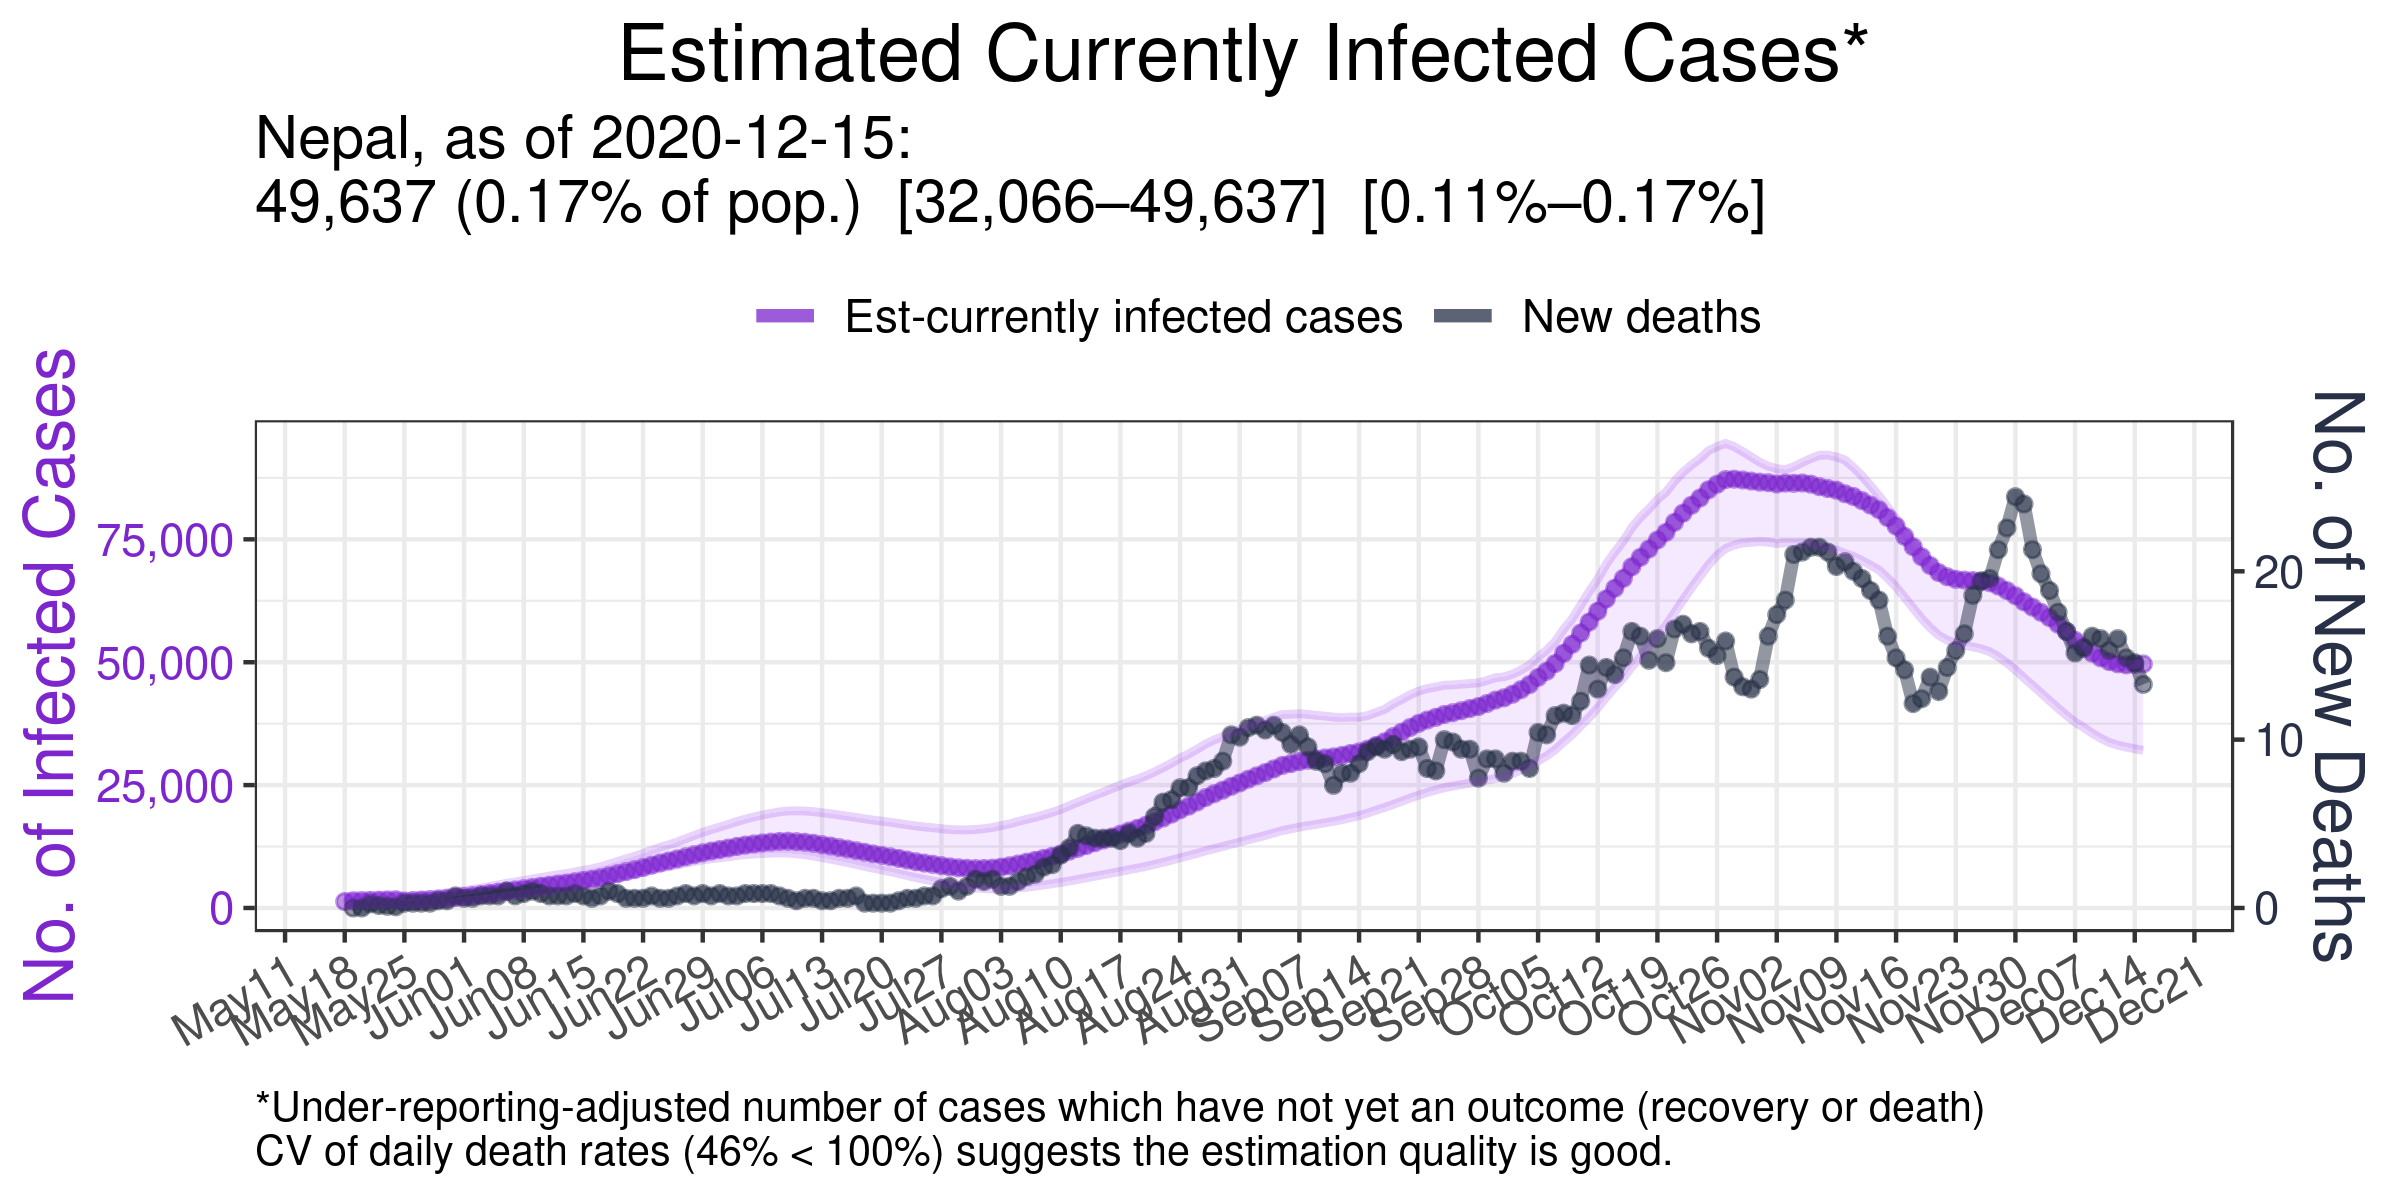 Estimated Currently Infected Cases*
Nepal, as of 2020-12-15:
49,637 (0.17% of pop.) [32,066–49,637] [0.11%–0.17%]
Est-currently infected cases
New deaths
No. of Infected Cases
75,000
50,000
25,000
0
No. of New Deaths
20
10
0
May11
May18
May25
Jun01
Jun08
Jun15
Jun22
Jun29
Jul06
Jul13
Jul20
Jul27
Aug03
Aug10
Aug17
Aug24
Aug31
Sep07
Sep14
Sep21
Sep28
Oct05
Oct12
Oct19
Oct26
Nov02
Nov09
Nov16
Nov23
Nov30
Dec07
Dec14
Dec21
*Under-reporting-adjusted number of cases which have not yet an outcome (recovery or death)
CV of daily death rates (46% < 100%) suggests the estimation quality is good.